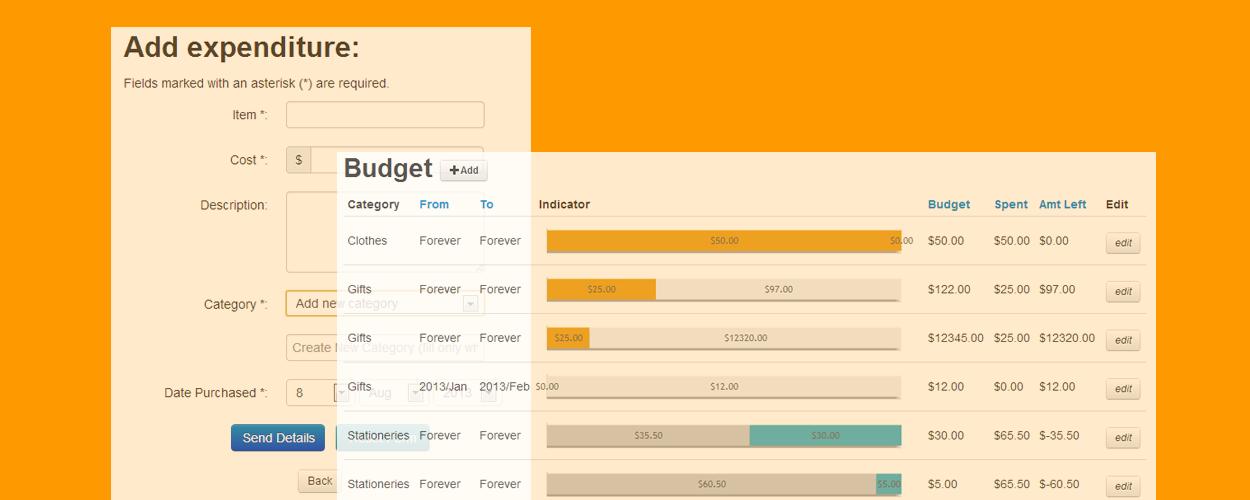 Add expenditure:
Fields marked with an asterisk (*) are required.
Item *:
Cost *: $
Description:
Category *: Add new category
Create New Category (fill only
Date Purchased *: 8 Aug 2013
Send Details
Back
Budget +Add
Category From To Indicator Budget Spent Amt Left Edit
Clothes Forever Forever $50.00 $0.00 $50.00 $50.00 $0.00 edit
Gifts Forever Forever $25.00 $97.00 $122.00 $25.00 $97.00 edit
Gifts Forever Forever $25.00 $12320.00 $12345.00 $25.00 $12320.00 edit
Gifts 2013/Jan 2013/Feb $0.00 $12.00 $12.00 $0.00 $12.00 edit
Stationeries Forever Forever $35.50 $30.00 $30.00 $65.50 $-35.50 edit
Stationeries Forever Forever $60.50 $5.00 $5.00 $65.50 $-60.50 edit